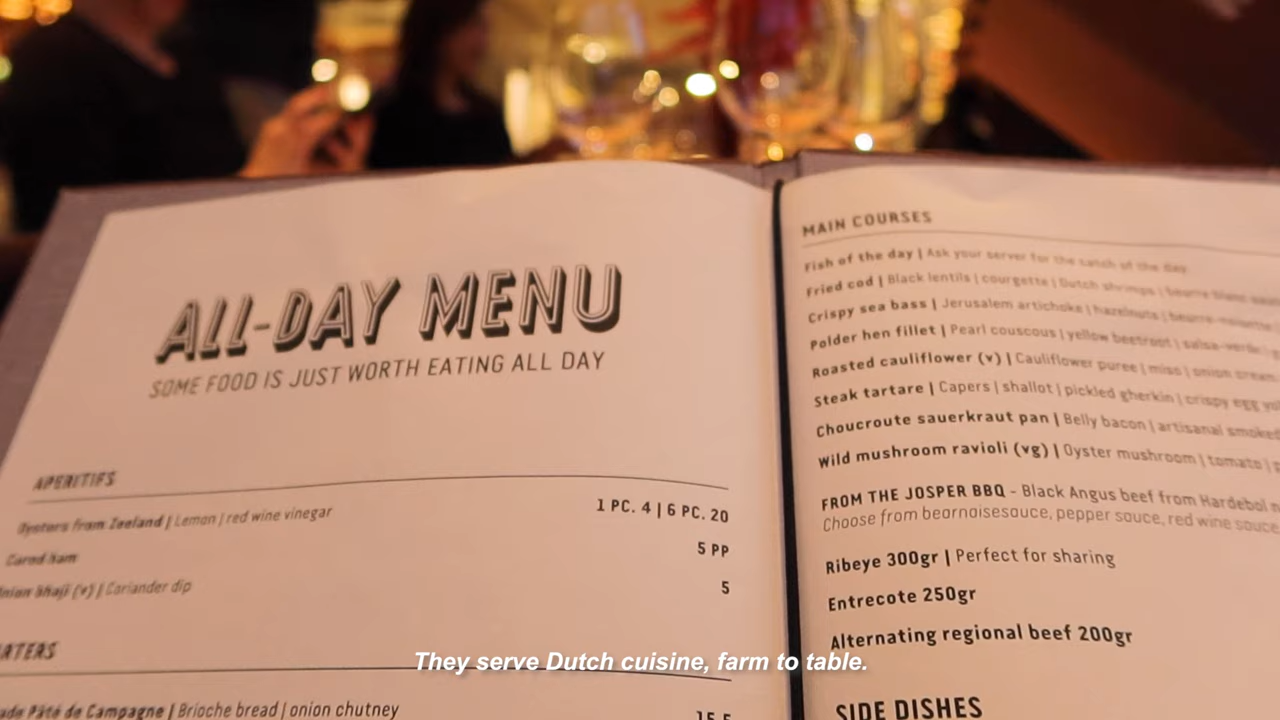 ALL-DAY MENU
SOME FOOD IS JUST WORTH EATING ALL DAY
APERITIFS
Oysters from Zeeland | Lemon | red wine vinegar 1 PC. 4 | 6 PC. 20
Cured ham 5 PP
Onion bhaji (v) | Coriander dip 5
Pâté de Campagne | Brioche bread | onion chutney
MAIN COURSES
Fish of the day | Ask your server for the catch of the day
Fried cod | Black lentils | courgette | Dutch shrimps | beurre blanc
Crispy sea bass | Jerusalem artichoke | hazelnuts | beurre-noisette
Polder hen fillet | Pearl couscous | yellow beetroot | salsa-verde |
Roasted cauliflower (v) | Cauliflower puree | miso | onion cream
Steak tartare | Capers | shallot | pickled gherkin | crispy egg
Choucroute sauerkraut pan | Belly bacon | artisanal smoked
Wild mushroom ravioli (vg) | Oyster mushroom | tomato |
FROM THE JOSPER BBQ - Black Angus beef from Hardebol
Choose from bearnaisesauce, pepper sauce, red wine sauce
Ribeye 300gr | Perfect for sharing
Entrecote 250gr
Alternating regional beef 200gr
SIDE DISHES
They serve Dutch cuisine, farm to table.